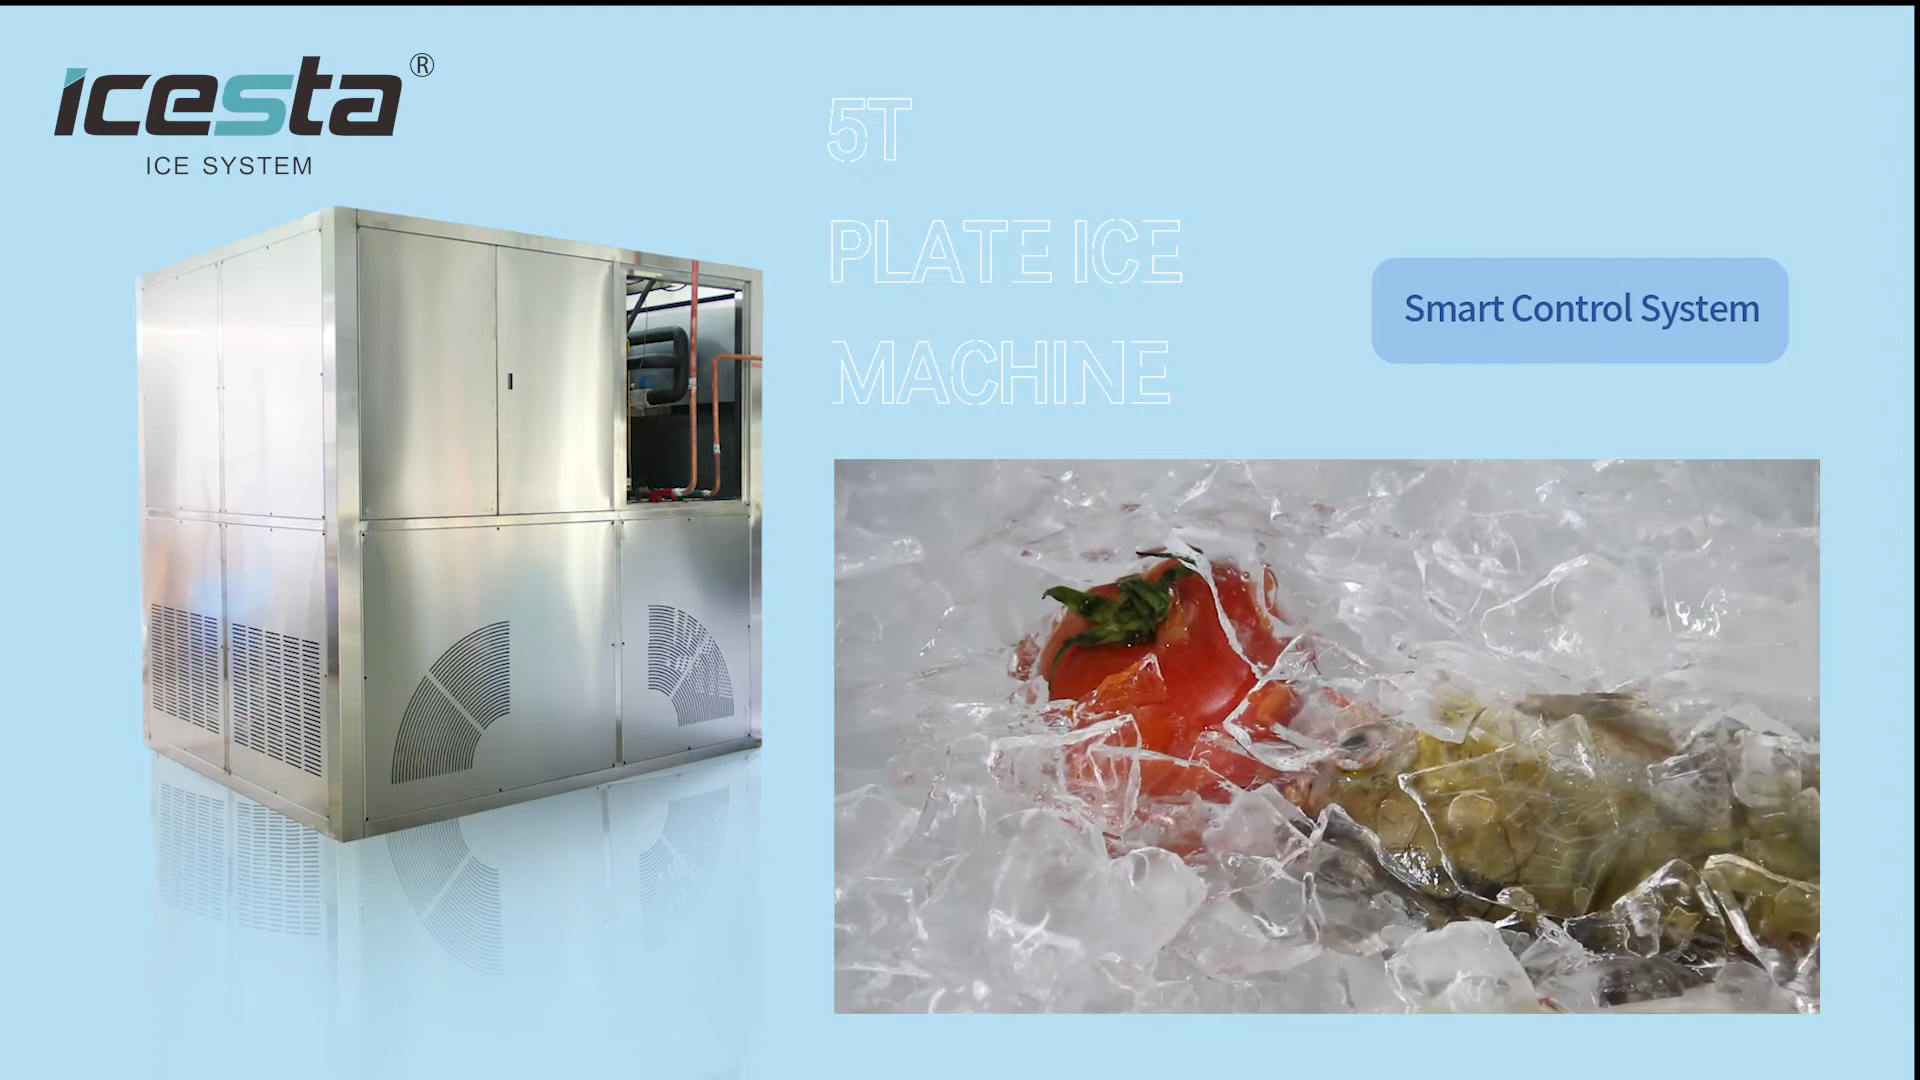 icesta®
ICE SYSTEM
5T
PLATE ICE
MACHINE
Smart Control System